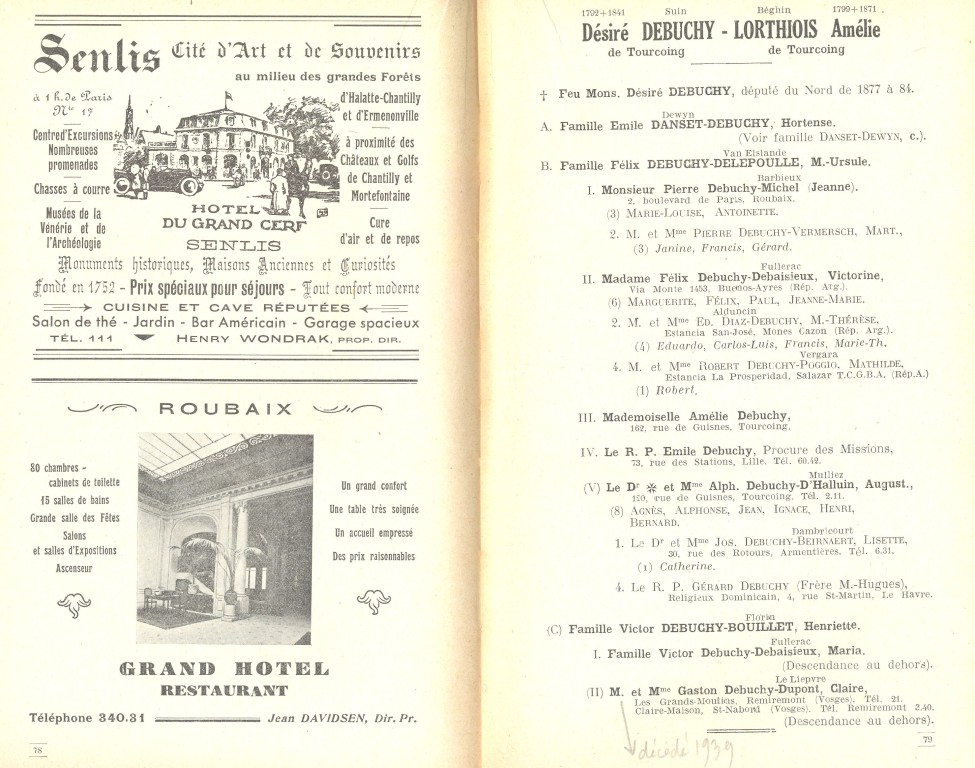 Senlis Cité d'Art et de Souvenirs
au milieu des grandes Forêts
à 1 h. de Paris
Nle 17
Centre d'Excursions
Nombreuses
promenades
Chasses à courre
Musées de la
Vénérie et de
l'Archéologie
d'Halatte-Chantilly
et d'Ermenonville
à proximité des
Châteaux et Golfs
de Chantilly et
Mortefontaine
Cure
d'air et de repos
HOTEL
DU GRAND CERF
SENLIS
Monuments historiques, Maisons Anciennes et Curiosités
Fondé en 1752 - Prix spéciaux pour séjours - Tout confort moderne
CUISINE ET CAVE RÉPUTÉES
Salon de thé - Jardin - Bar Américain - Garage spacieux
TÉL. 111 HENRY WONDRAK, PROP. DIR.
ROUBAIX
80 chambres -
cabinets de toilette
15 salles de bains
Grande salle des Fêtes
Salons
et salles d'Expositions
Ascenseur
Un grand confort
Une table très soignée
Un accueil empressé
Des prix raisonnables
GRAND HOTEL
RESTAURANT
Téléphone 340.31 Jean DAVIDSEN, Dir. Pr.
78
1792+1841 Suin Béghin 1799+1871
Désiré DEBUCHY - LORTHIOIS Amélie
de Tourcoing de Tourcoing
† Feu Mons. Désiré DEBUCHY, député du Nord de 1877 à 84.
Dewyn
A. Famille Emile DANSET-DEBUCHY, Hortense.
(Voir famille DANSET-DEWYN, c.).
Van Elslande
B. Famille Félix DEBUCHY-DELEPOULLE, M.-Ursule.
Barbieux
I. Monsieur Pierre Debuchy-Michel (Jeanne).
2, boulevard de Paris, Roubaix.
(3) MARIE-LOUISE, ANTOINETTE.
2. M. et Mme PIERRE DEBUCHY-VERMERSCH, MART.,
(3) Janine, Francis, Gérard.
Fullerac
II. Madame Félix Debuchy-Debaisieux, Victorine,
Via Monte 1453, Buenos-Ayres (Rép. Arg.).
(6) MARGUERITE, FÉLIX, PAUL, JEANNE-MARIE.
Alduncin
2. M. et Mme ED. DIAZ-DEBUCHY, M.-THÉRÈSE,
Estancia San-José, Mones Cazon (Rép. Arg.).
(4) Eduardo, Carlos-Luis, Francis, Marie-Th.
Vergara
4. M. et Mme ROBERT DEBUCHY-POGGIO, MATHILDE,
Estancia La Prosperidad, Salazar T.C.G.B.A. (Rép.A.)
(1) Robert.
III. Mademoiselle Amélie Debuchy,
162, rue de Guisnes, Tourcoing.
IV. Le R. P. Emile Debuchy, Procure des Missions,
73, rue des Stations, Lille. Tél. 60.42.
Mulliez
(V) Le Dr et Mme Alph. Debuchy-D'Halluin, August.,
120, rue de Guisnes, Tourcoing. Tél. 2.11.
(8) AGNÈS, ALPHONSE, JEAN, IGNACE, HENRI,
BERNARD.
Dambricourt
1. Le Dr et Mme JOS. DEBUCHY-BEIRNAERT, LISETTE,
30, rue des Rotours, Armentières. Tél. 6.31.
(1) Catherine.
4. Le R. P. GÉRARD DEBUCHY (Frère M.-Hugues),
Religieux Dominicain, 4, rue St-Martin, Le Havre.
Florin
(C) Famille Victor DEBUCHY-BOUILLET, Henriette.
Fullerac
I. Famille Victor Debuchy-Debaisieux, Maria.
(Descendance au dehors).
Le Liepvre
(II) M. et Mme Gaston Debuchy-Dupont, Claire,
Les Grands-Moulins, Remiremont (Vosges). Tél. 21.
Claire-Maison, St-Nabord (Vosges). Tél. Remiremont 2.40.
(Descendance au dehors).
décédé 1939
79